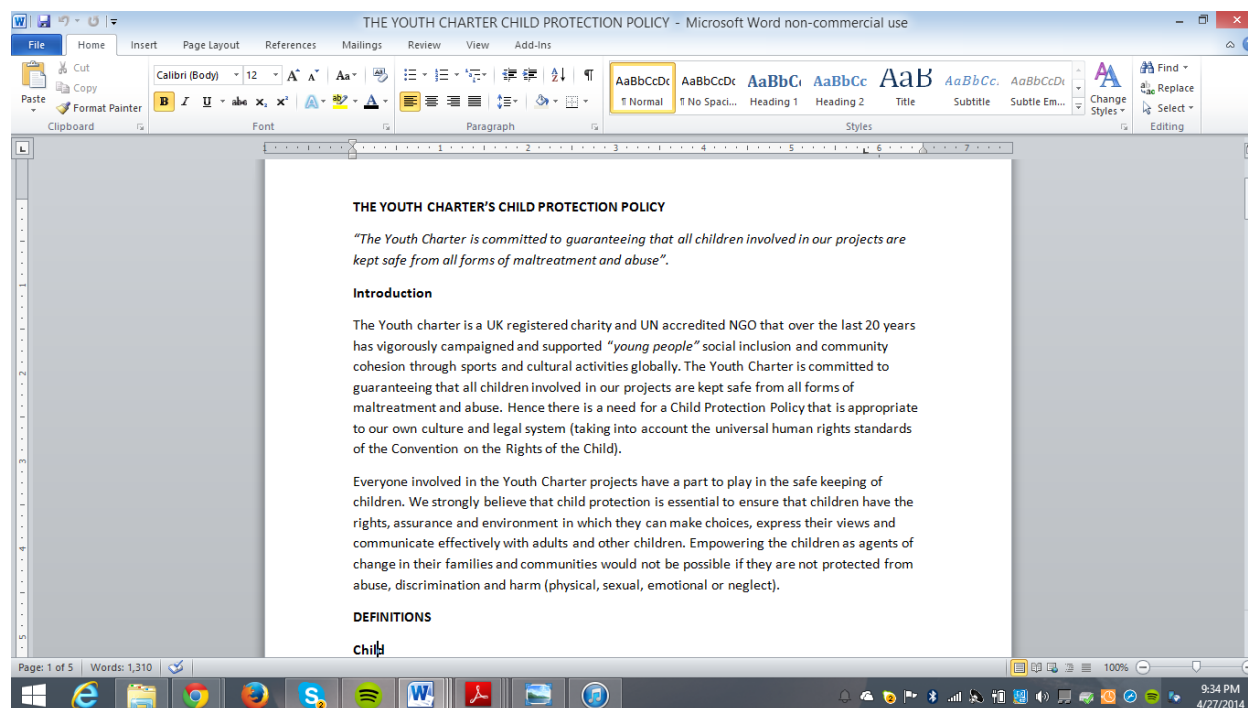 THE YOUTH CHARTER CHILD PROTECTION POLICY - Microsoft Word non-commercial use
File Home Insert Page Layout References Mailings Review View Add-Ins
Cut
Copy
Format Painter
Paste
Clipboard
Calibri (Body) 12
B I U abc x₂ x²
Font
Paragraph
AaBbCcDc AaBbCcDc AaBbC AaBbCc AaB AaBbCc. AaBbCcDc
¶ Normal ¶ No Spaci... Heading 1 Heading 2 Title Subtitle Subtle Em...
Change
Styles
Styles
Find
Replace
Select
Editing
1 2 3 4 5 6 7
THE YOUTH CHARTER'S CHILD PROTECTION POLICY
“The Youth Charter is committed to guaranteeing that all children involved in our projects are
kept safe from all forms of maltreatment and abuse”.
Introduction
The Youth charter is a UK registered charity and UN accredited NGO that over the last 20 years
has vigorously campaigned and supported “young people” social inclusion and community
cohesion through sports and cultural activities globally. The Youth Charter is committed to
guaranteeing that all children involved in our projects are kept safe from all forms of
maltreatment and abuse. Hence there is a need for a Child Protection Policy that is appropriate
to our own culture and legal system (taking into account the universal human rights standards
of the Convention on the Rights of the Child).
Everyone involved in the Youth Charter projects have a part to play in the safe keeping of
children. We strongly believe that child protection is essential to ensure that children have the
rights, assurance and environment in which they can make choices, express their views and
communicate effectively with adults and other children. Empowering the children as agents of
change in their families and communities would not be possible if they are not protected from
abuse, discrimination and harm (physical, sexual, emotional or neglect).
DEFINITIONS
Child
Page: 1 of 5 Words: 1,310
100%
9:34 PM
4/27/2014